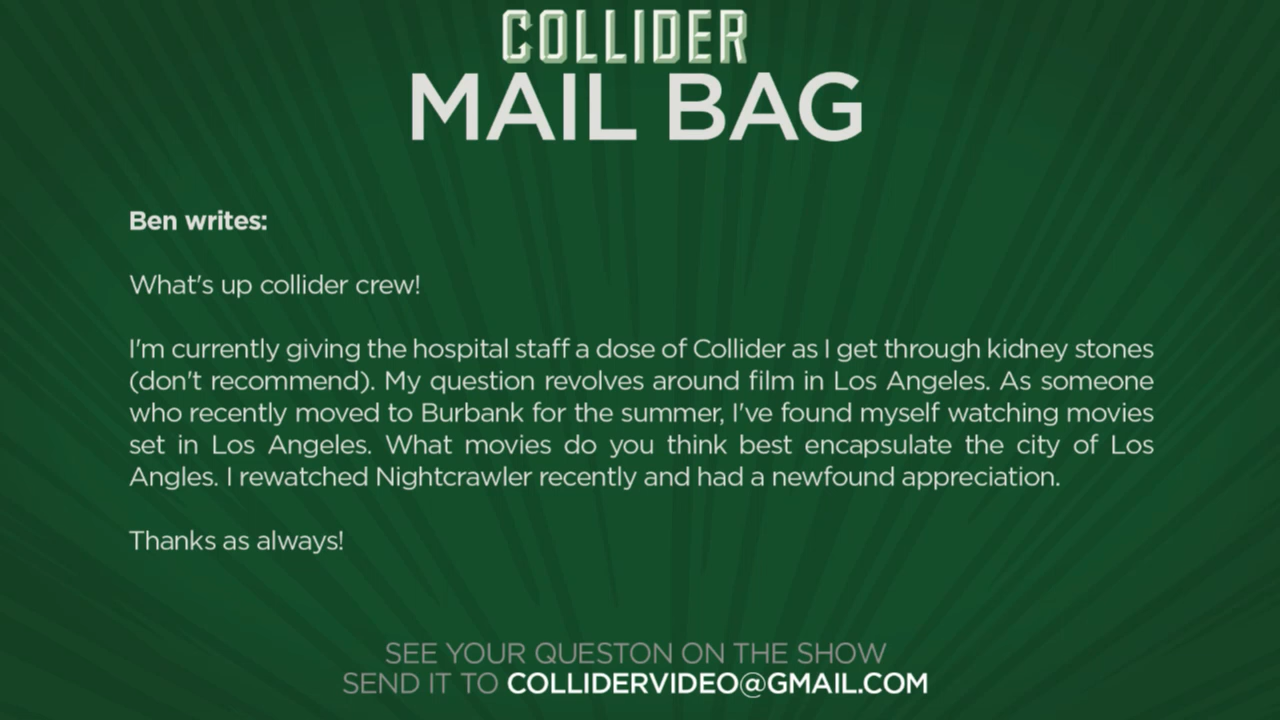 COLLIDER
MAIL BAG
Ben writes:
What's up collider crew!
I'm currently giving the hospital staff a dose of Collider as I get through kidney stones
(don't recommend). My question revolves around film in Los Angeles. As someone
who recently moved to Burbank for the summer, I've found myself watching movies
set in Los Angeles. What movies do you think best encapsulate the city of Los
Angles. I rewatched Nightcrawler recently and had a newfound appreciation.
Thanks as always!
SEE YOUR QUESTON ON THE SHOW
SEND IT TO COLLIDERVIDEO@GMAIL.COM